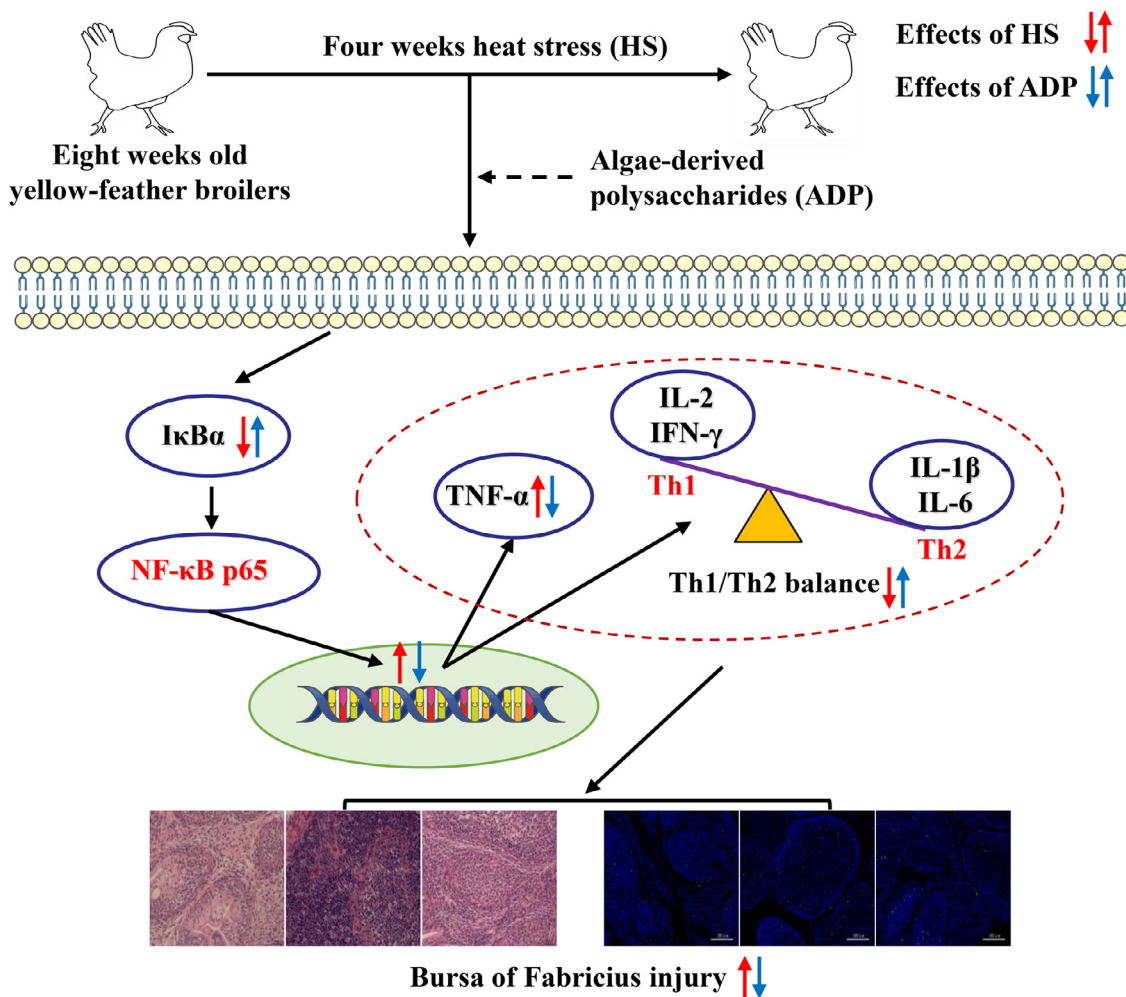 Four weeks heat stress (HS)
Effects of HS
Effects of ADP
Eight weeks old
yellow-feather broilers
Algae-derived
polysaccharides (ADP)
IκBα
NF-κB p65
TNF-α
IL-2
IFN-γ
Th1
IL-1β
IL-6
Th2
Th1/Th2 balance
Bursa of Fabricius injury